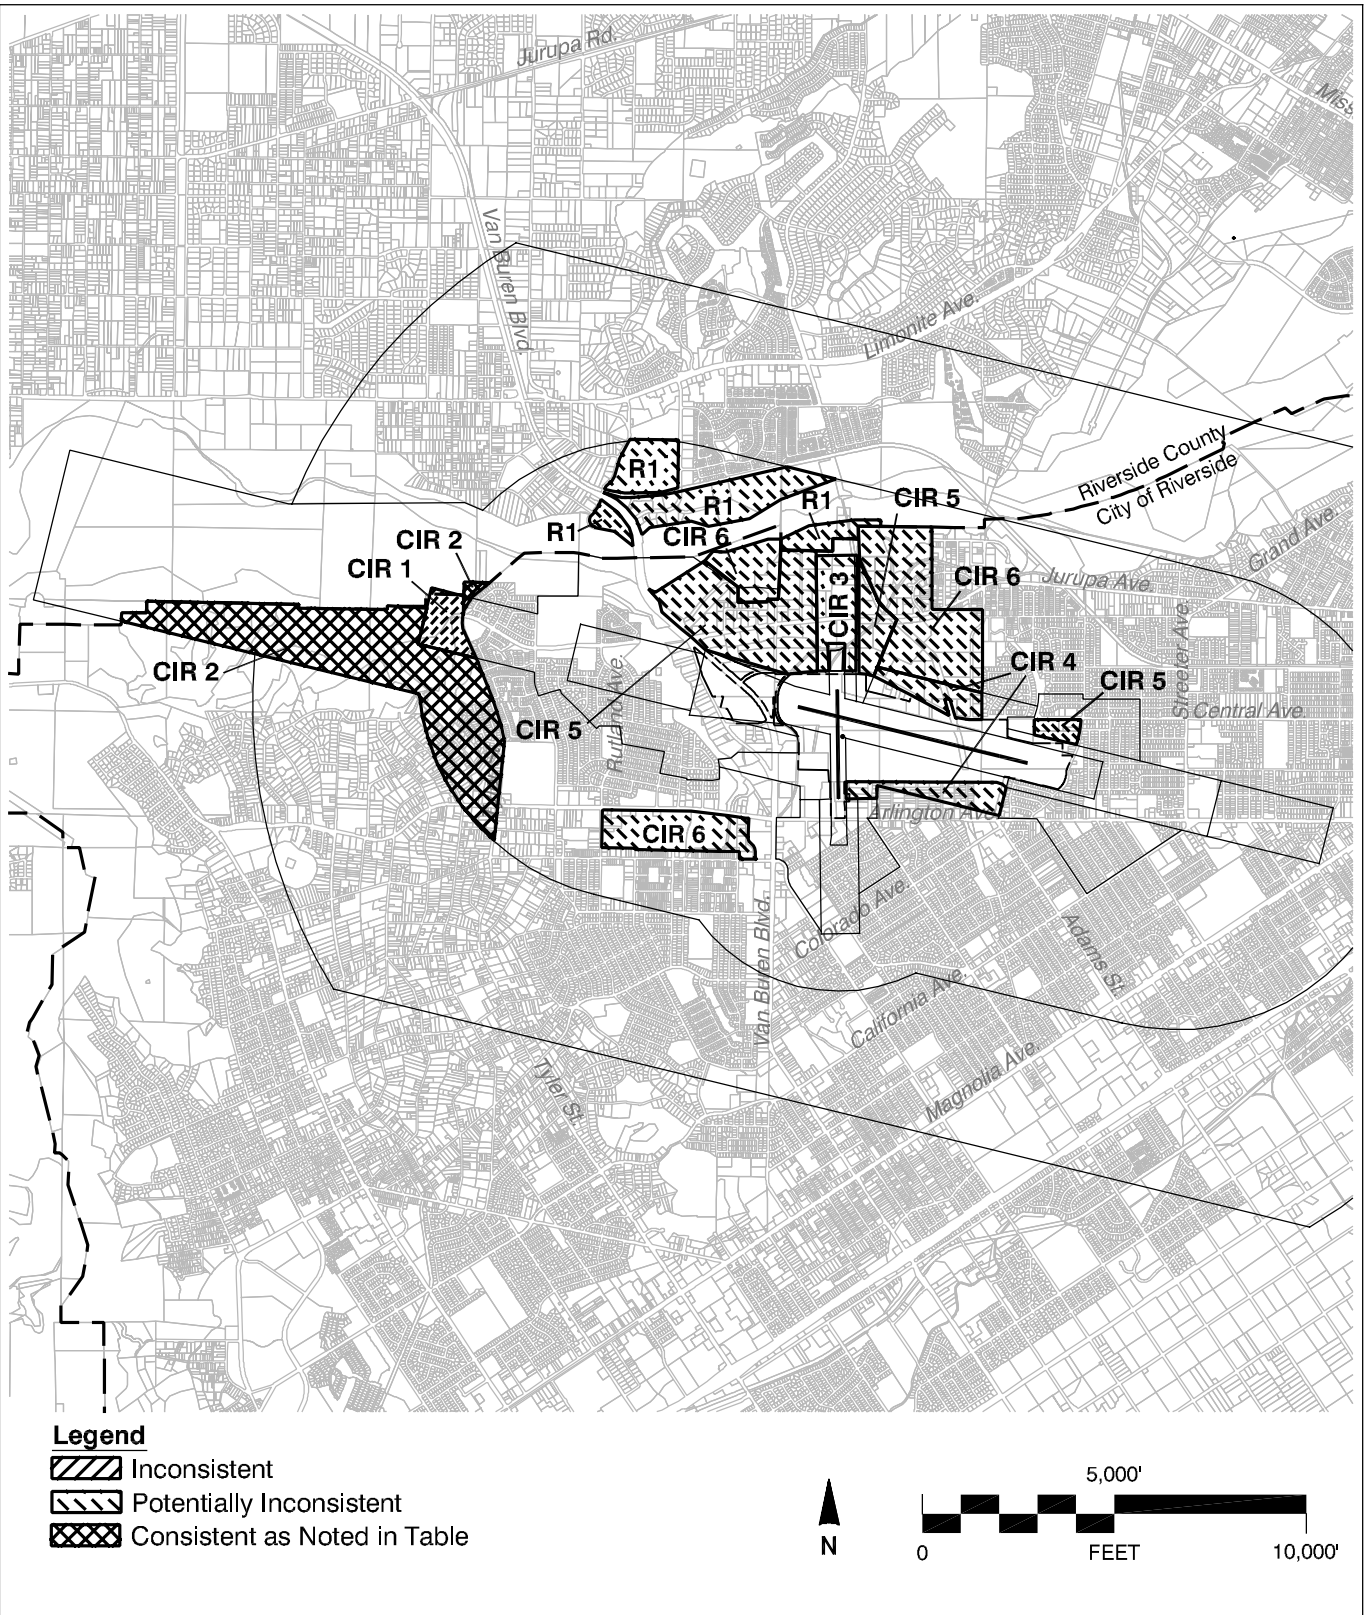 Jurupa Rd.
Van Buren Blvd.
Limonite Ave.
Riverside County
City of Riverside
Grand Ave.
R1
R1
R1
CIR 5
R1
CIR 6
CIR 2
CIR 1
CIR 3
CIR 6
Jurupa Ave.
CIR 4
CIR 5
Streeter Ave.
Central Ave.
CIR 2
CIR 5
Rutland Ave.
CIR 6
Arlington Ave.
Van Buren Blvd.
Colorado Ave.
Adams St.
California Ave.
Magnolia Ave.
Tyler St.
Legend
Inconsistent
Potentially Inconsistent
Consistent as Noted in Table
N
5,000'
0
FEET
10,000'